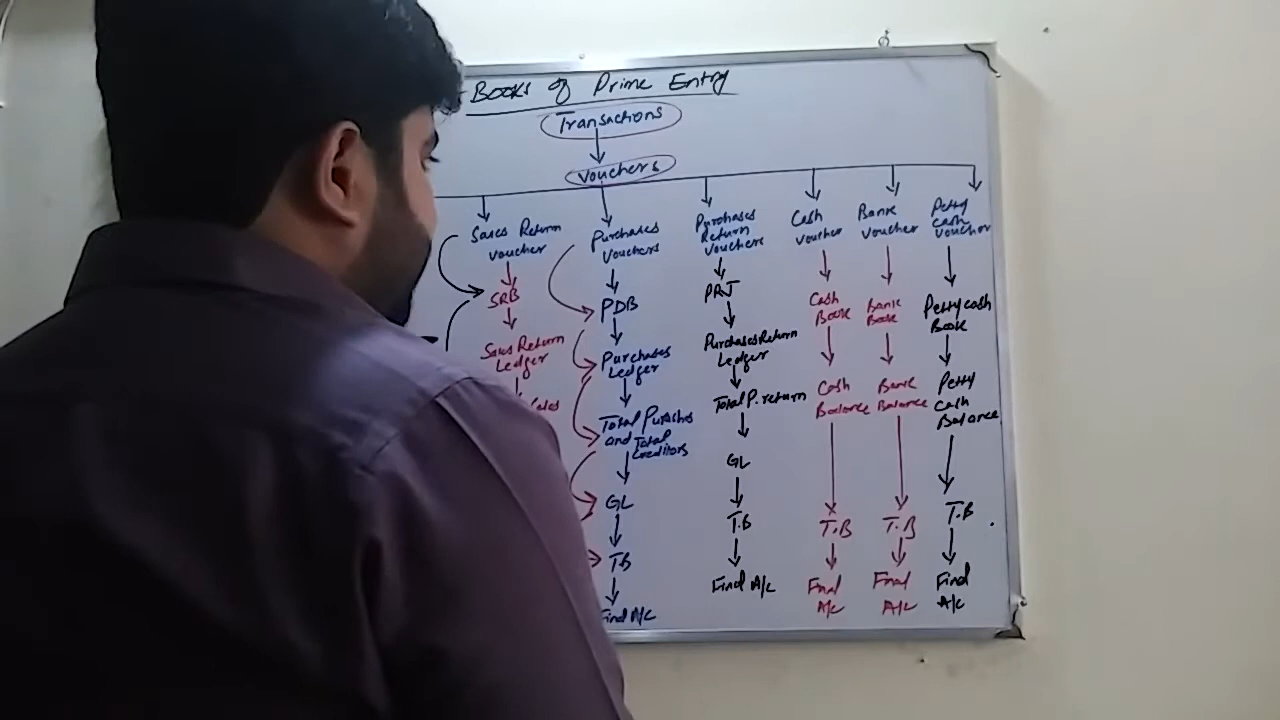 Books of Prime Entry
Transactions
Vouchers
Sales Return
voucher
SRB
Sales Return
Ledger
Purchases
Vouchers
PDB
Purchases
Ledger
Total Purchases
and Total
Creditors
GL
TB
Final A/c
Purchases
Return
Vouchers
PRJ
Purchases Return
Ledger
Total P. return
GL
T.B
Final A/c
Cash
voucher
Cash
Book
Cash
Balance
T.B
Final
A/c
Bank
Voucher
Bank
Book
Bank
Balance
T.B
Final
A/c
Petty
Cash
Voucher
Petty cash
Book
Petty
Cash
Balance
T.B
Final
A/c